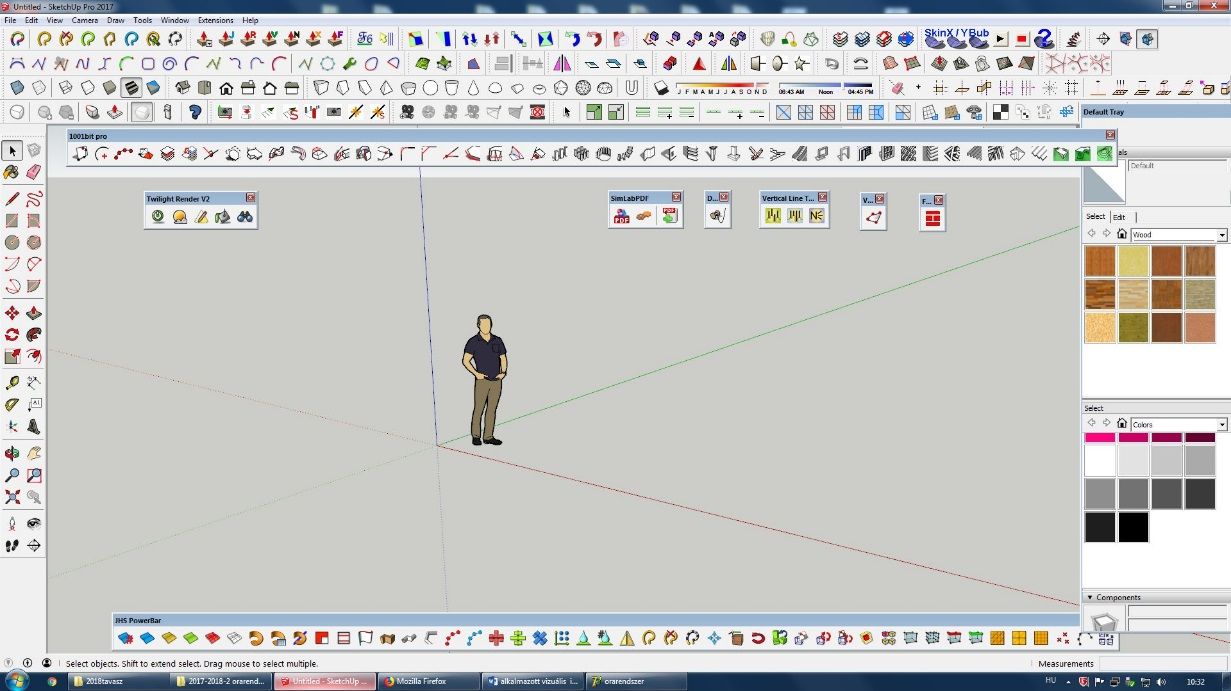 Untitled - SketchUp Pro 2017
File Edit View Camera Draw Tools Window Extensions Help
J R V N X F F6 SkinX / YBub
J F M A M J J A S O N D 06:43 AM Noon 04:45 PM
Default Tray
1001bit pro
als
Default
Twilight Render V2
SimLabPDF
D...
Vertical Line T...
V...
F...
PDF
Select Edit
Wood
Select
Colors
Components
JHS PowerBar
Select objects. Shift to extend select. Drag mouse to select multiple.
Measurements
2018tavasz
2017-2018-2 orarend...
Untitled - SketchUp ...
Mozilla Firefox
alkalmazott vizuális i...
orarendszer
HU
10:32